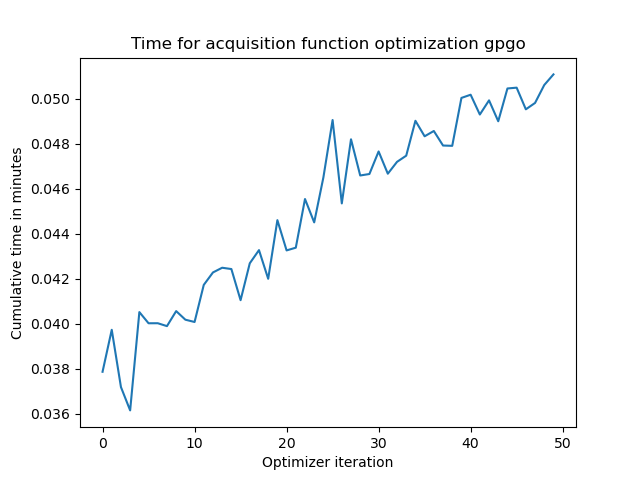 Time for acquisition function optimization gpgo
0.050
0.048
0.046
0.044
0.042
0.040
0.038
0.036
Cumulative time in minutes
0 10 20 30 40 50
Optimizer iteration